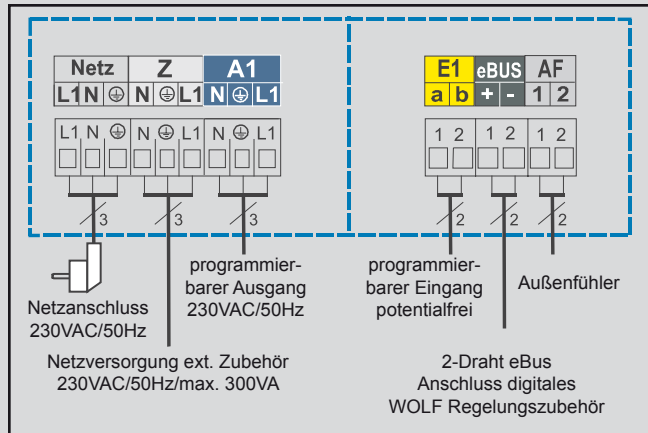 Netz Z A1
L1 N ⏚ N ⏚ L1 N ⏚ L1
L1 N ⏚ N ⏚ L1 N ⏚ L1
3 3 3
Netzanschluss
230VAC/50Hz
programmier-
barer Ausgang
230VAC/50Hz
Netzversorgung ext. Zubehör
230VAC/50Hz/max. 300VA
E1 eBUS AF
a b + - 1 2
1 2 1 2 1 2
2 2 2
programmier-
barer Eingang
potentialfrei
Außenfühler
2-Draht eBus
Anschluss digitales
WOLF Regelungszubehör